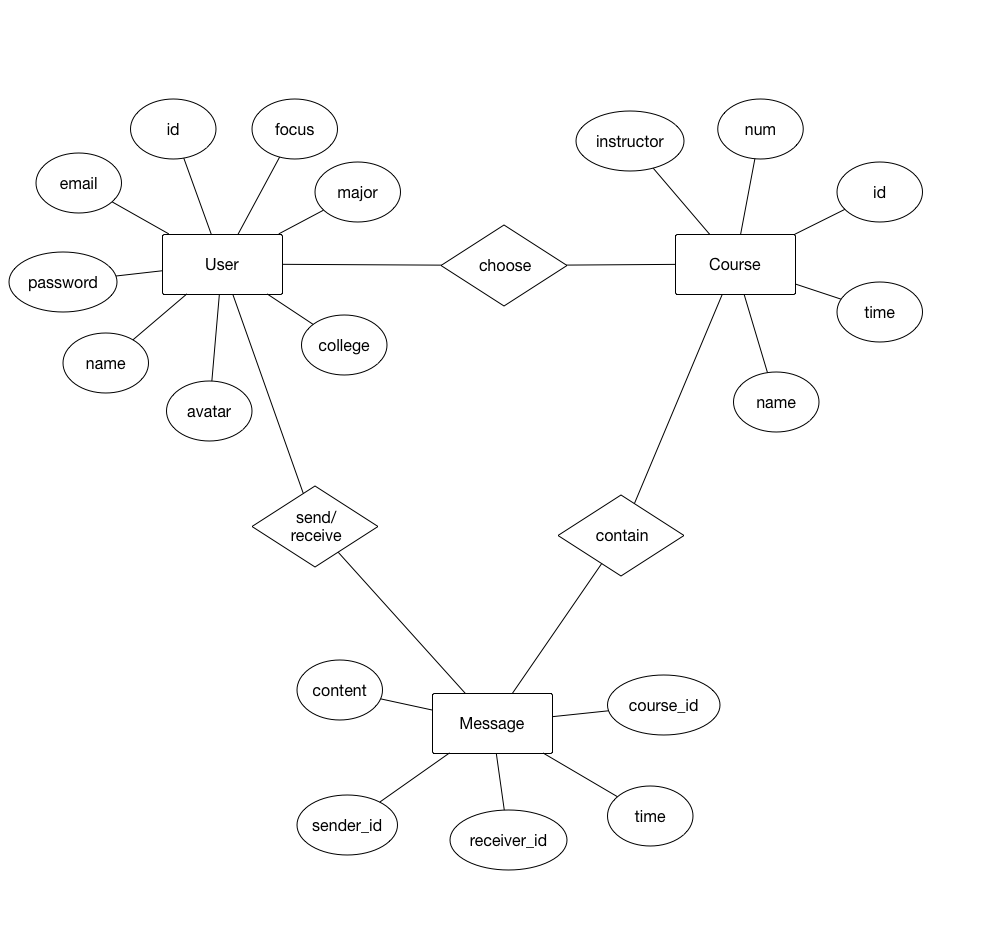 id
focus
instructor
num
email
major
id
User
choose
Course
password
time
name
college
avatar
name
send/
receive
contain
content
course_id
Message
sender_id
receiver_id
time